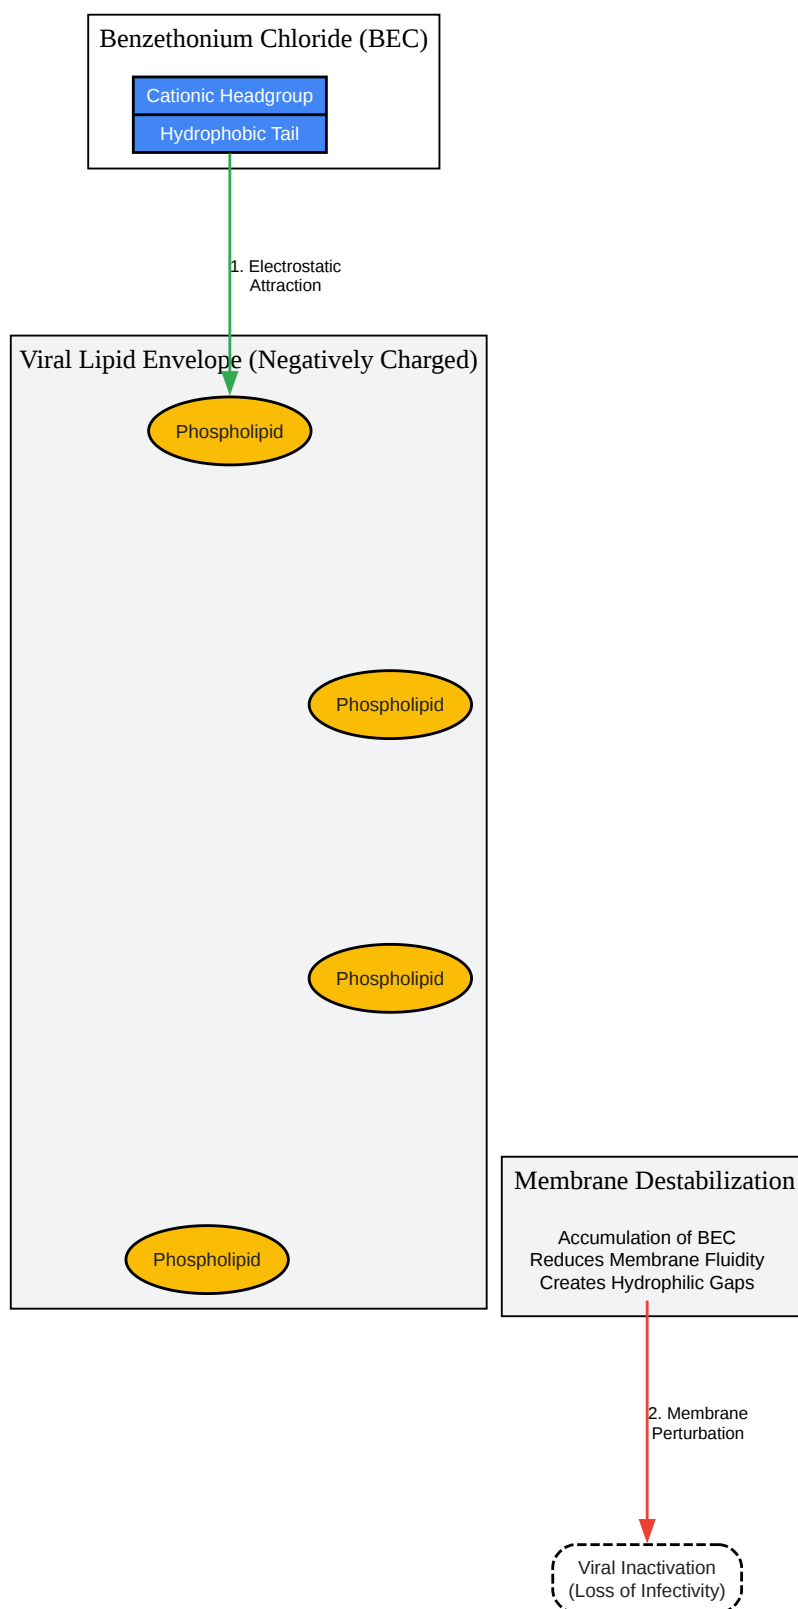 Benzethonium Chloride (BEC)
Cationic Headgroup
Hydrophobic Tail
1. Electrostatic
Attraction
Viral Lipid Envelope (Negatively Charged)
Phospholipid
Phospholipid
Phospholipid
Phospholipid
Membrane Destabilization
Accumulation of BEC
Reduces Membrane Fluidity
Creates Hydrophilic Gaps
2. Membrane
Perturbation
Viral Inactivation
(Loss of Infectivity)